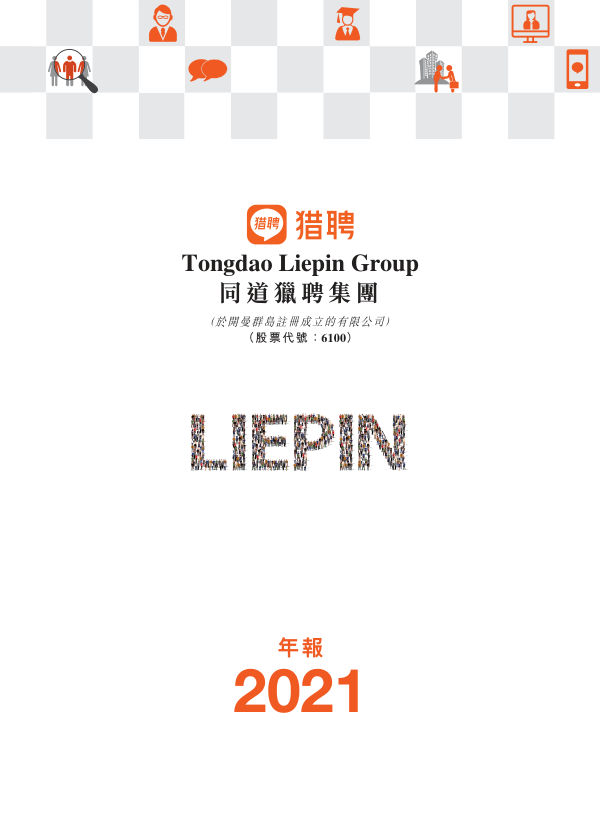 猎聘 猎聘
Tongdao Liepin Group
同道獵聘集團
(於開曼群島註冊成立的有限公司)
(股票代號：6100)
LIEPIN
年報
2021